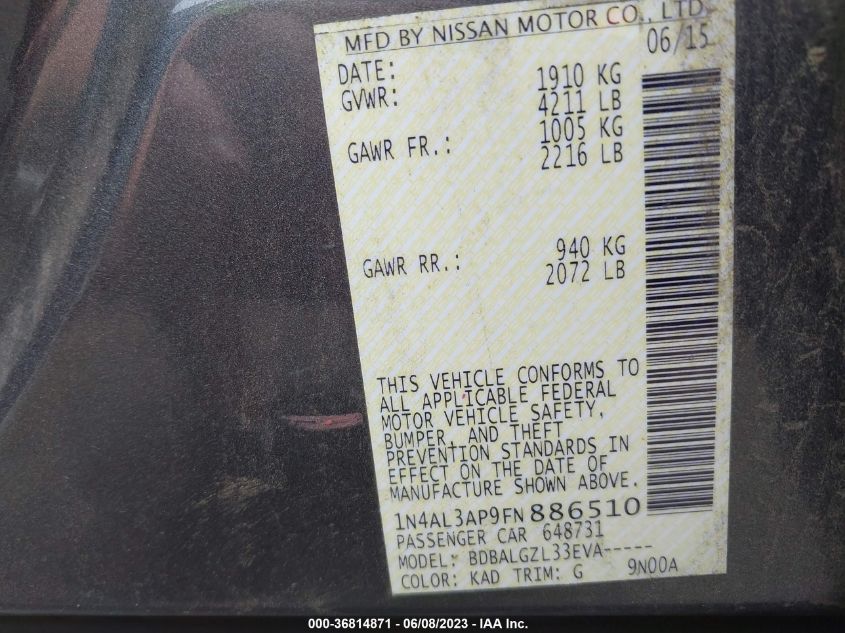 MFD BY NISSAN MOTOR CO., LTD.
DATE: 06/15
GVWR: 1910 KG
4211 LB
GAWR FR.: 1005 KG
2216 LB
GAWR RR.: 940 KG
2072 LB
THIS VEHICLE CONFORMS TO
ALL APPLICABLE FEDERAL
MOTOR VEHICLE SAFETY,
BUMPER, AND THEFT
PREVENTION STANDARDS IN
EFFECT ON THE DATE OF
MANUFACTURE SHOWN ABOVE.
1N4AL3AP9FN886510
PASSENGER CAR 648731
MODEL: BDBALGZL33EVA-----
COLOR: KAD TRIM: G 9N00A
000-36814871 - 06/08/2023 - IAA Inc.